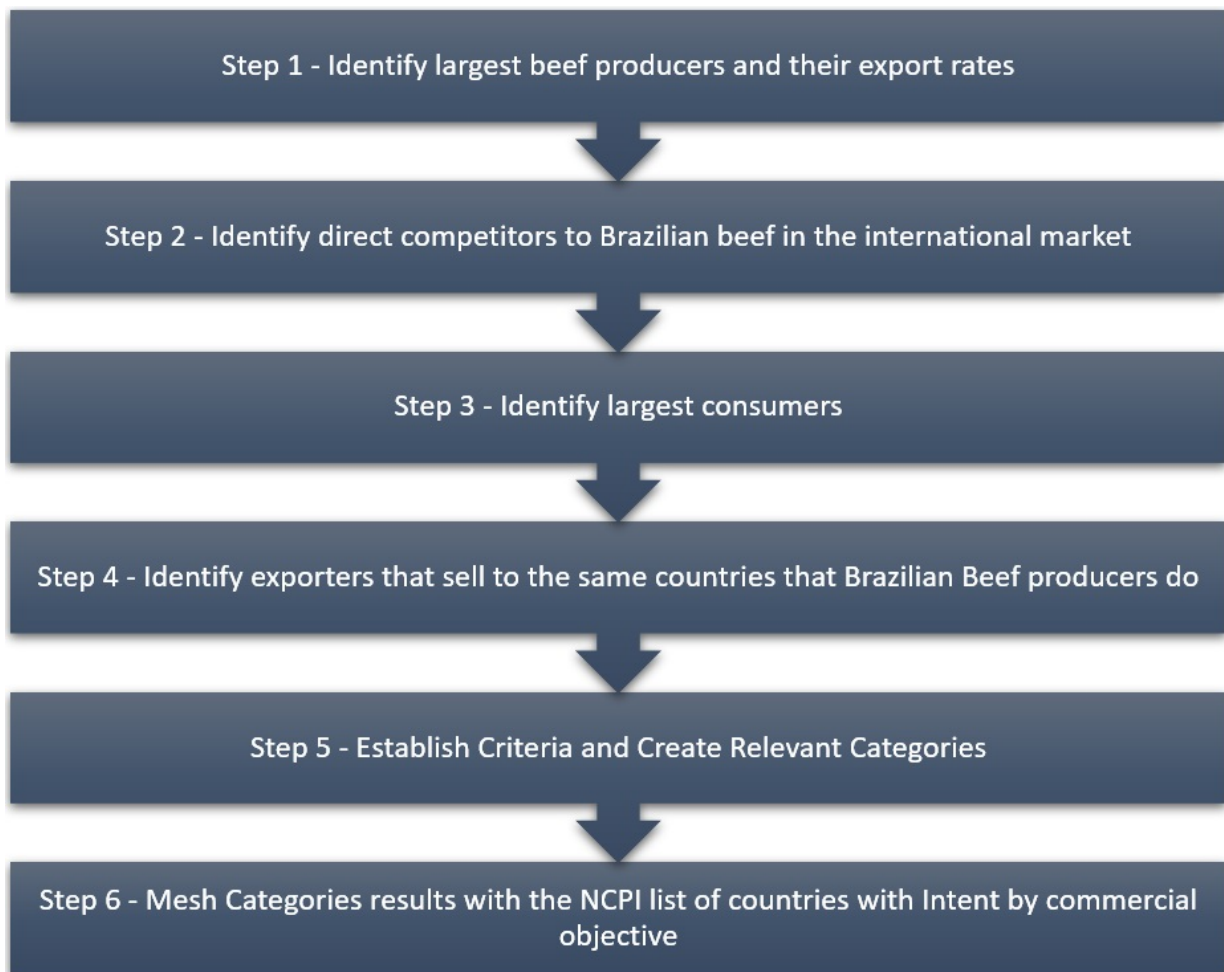 Step 1 - Identify largest beef producers and their export rates
Step 2 - Identify direct competitors to Brazilian beef in the international market
Step 3 - Identify largest consumers
Step 4 - Identify exporters that sell to the same countries that Brazilian Beef producers do
Step 5 - Establish Criteria and Create Relevant Categories
Step 6 - Mesh Categories results with the NCPI list of countries with Intent by commercial
objective